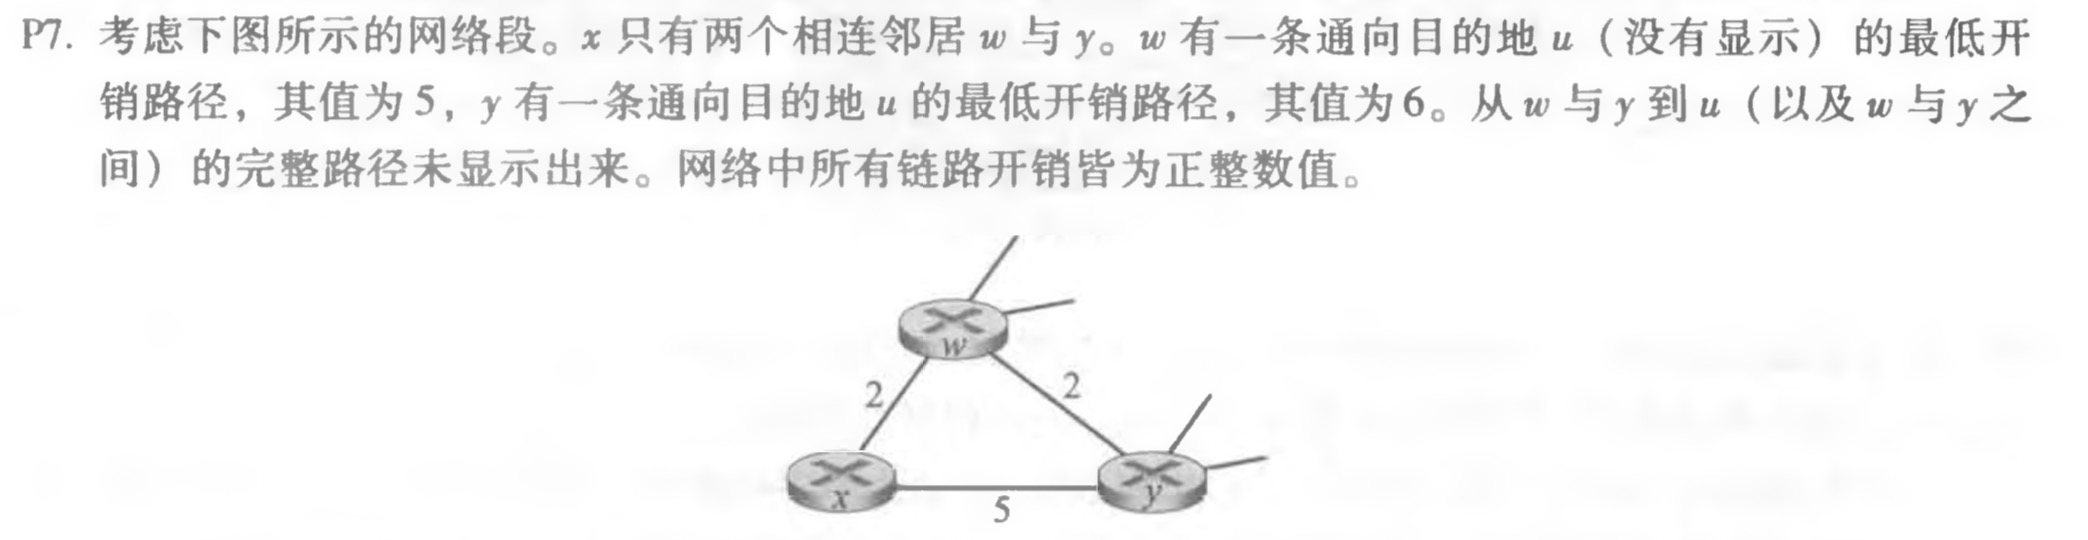 P7. 考虑下图所示的网络段。x 只有两个相连邻居 w 与 y。w 有一条通向目的地 u（没有显示）的最低开
销路径，其值为 5，y 有一条通向目的地 u 的最低开销路径，其值为 6。从 w 与 y 到 u（以及 w 与 y 之
间）的完整路径未显示出来。网络中所有链路开销皆为正整数值。
w
2
2
x
y
5